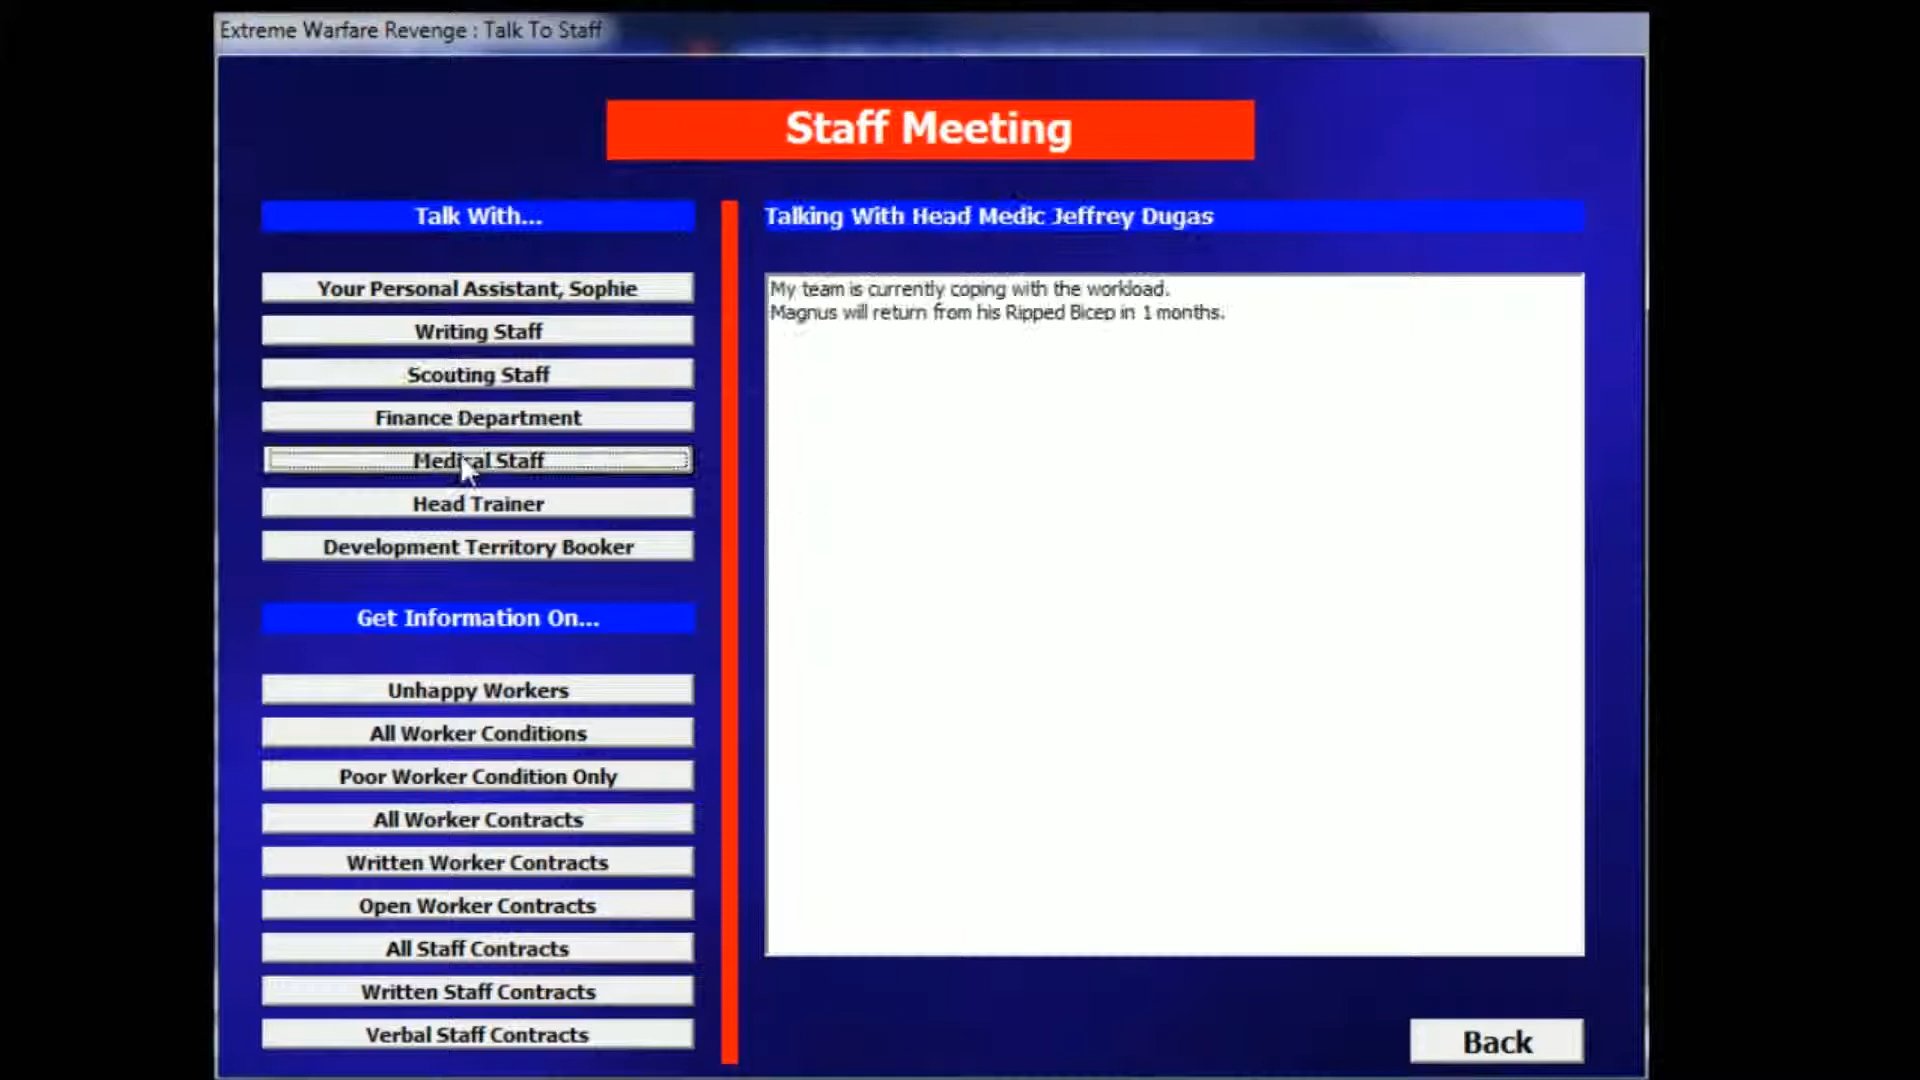 Extreme Warfare Revenge : Talk To Staff
Staff Meeting
Talk With...
Your Personal Assistant, Sophie
Writing Staff
Scouting Staff
Finance Department
Medical Staff
Head Trainer
Development Territory Booker
Get Information On...
Unhappy Workers
All Worker Conditions
Poor Worker Condition Only
All Worker Contracts
Written Worker Contracts
Open Worker Contracts
All Staff Contracts
Written Staff Contracts
Verbal Staff Contracts
Talking With Head Medic Jeffrey Dugas
My team is currently coping with the workload.
Magnus will return from his Ripped Bicep in 1 months.
Back